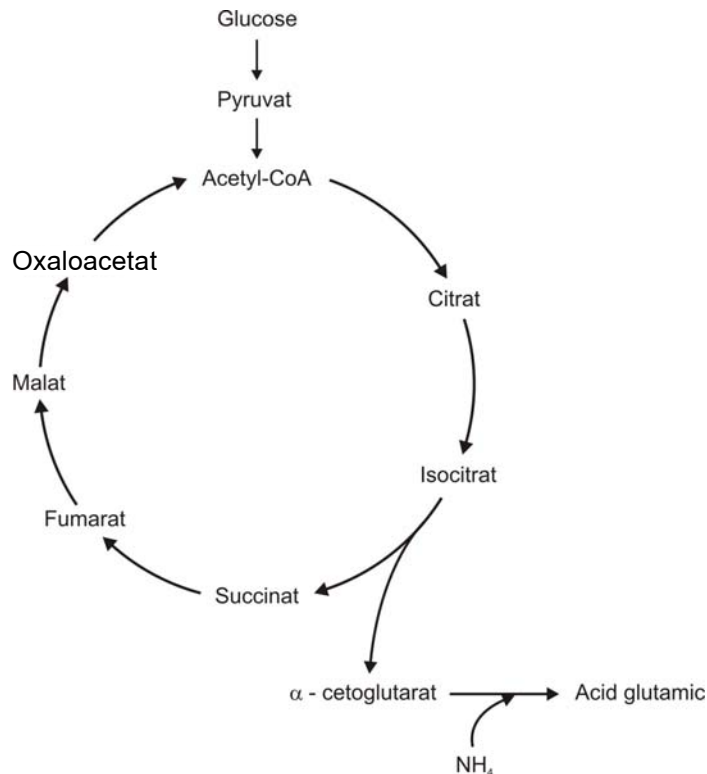 Glucose
Pyruvat
Acetyl-CoA
Oxaloacetat
Citrat
Malat
Isocitrat
Fumarat
Succinat
α - cetoglutarat
Acid glutamic
NH₄